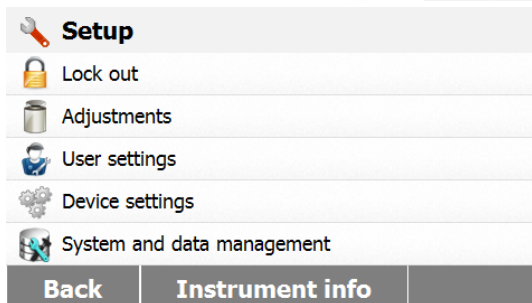 Setup
Lock out
Adjustments
User settings
Device settings
System and data management
Back Instrument info